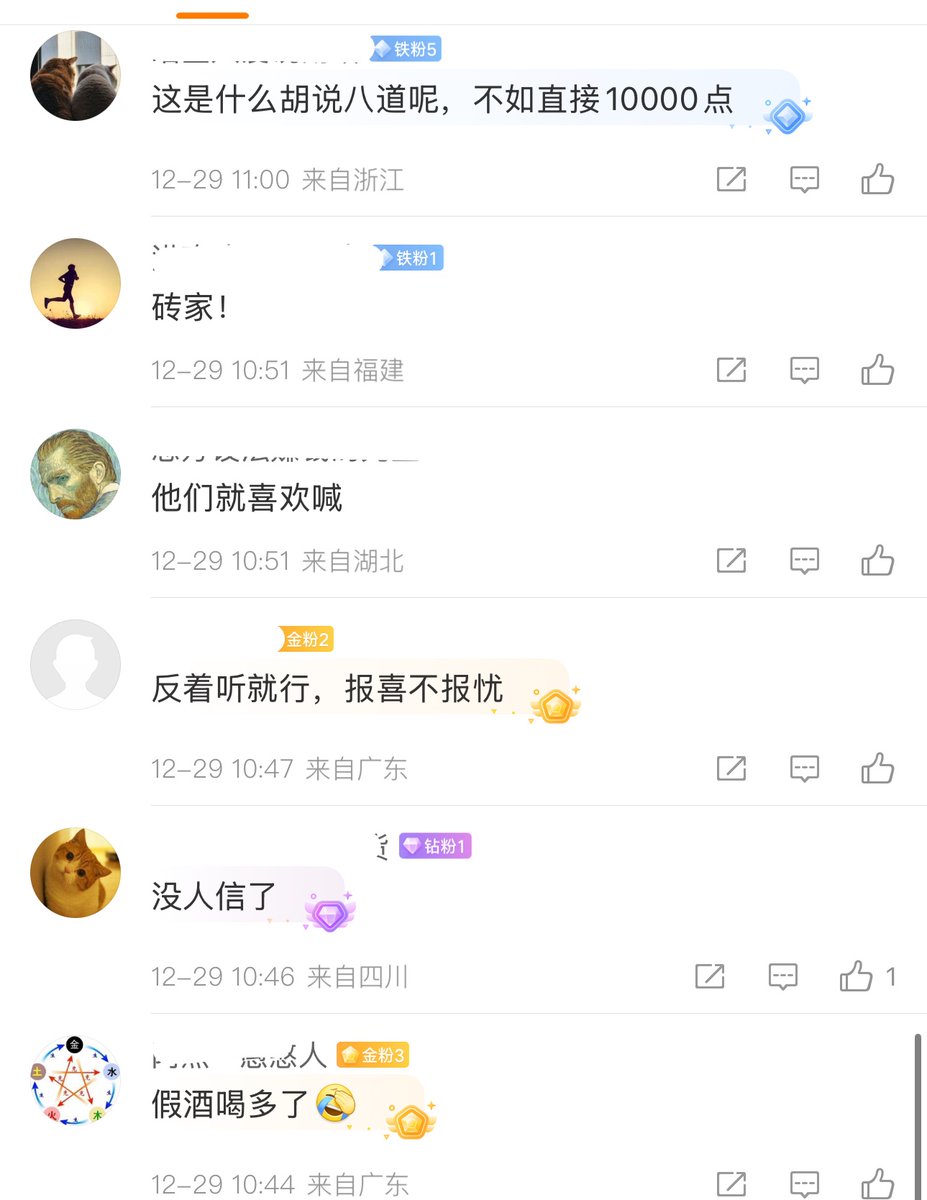 铁粉5
这是什么胡说八道呢，不如直接10000点
12-29 11:00 来自浙江
铁粉1
砖家！
12-29 10:51 来自福建
他们就喜欢喊
12-29 10:51 来自湖北
金粉2
反着听就行，报喜不报忧
12-29 10:47 来自广东
钻粉1
没人信了
12-29 10:46 来自四川 1
金
水
木
火
土
人 金粉3
假酒喝多了
12-29 10:44 来自广东